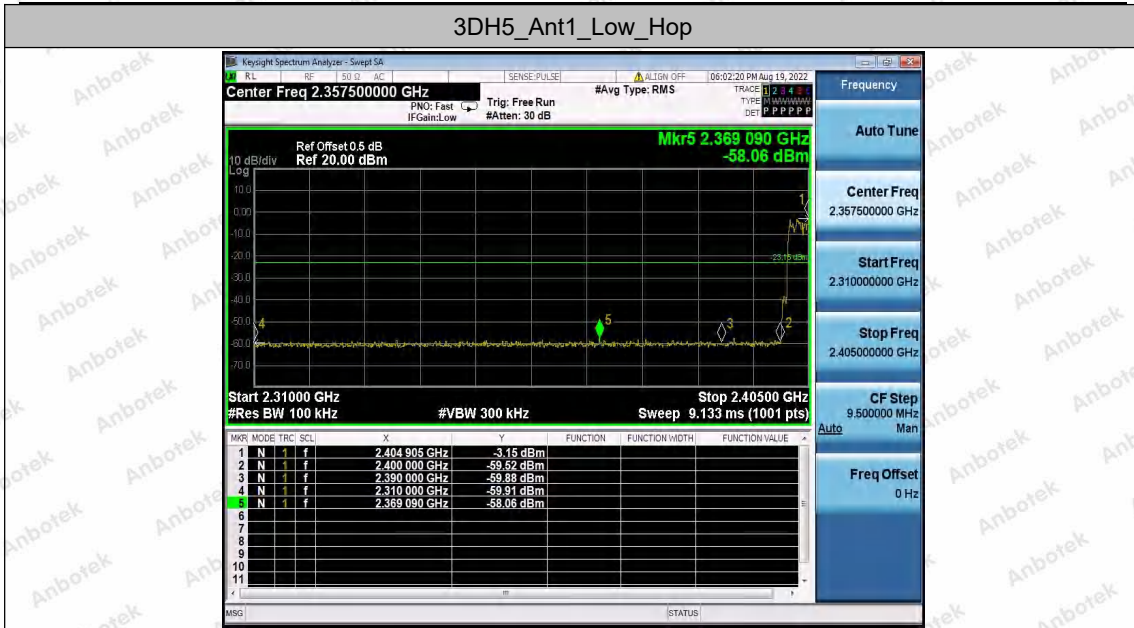 3DH5_Ant1_Low_Hop
Keysight Spectrum Analyzer - Swept SA
RL RF 50 Ω AC SENSE:PULSE ALIGN OFF 06:02:20 PM Aug 19, 2022
Center Freq 2.357500000 GHz #Avg Type: RMS TRACE 1 2 3 4 5 6
PNO: Fast Trig: Free Run TYPE M WWWWW
IFGain:Low #Atten: 30 dB DET P P P P P P
Frequency
Auto Tune
Center Freq
2.357500000 GHz
Start Freq
2.310000000 GHz
Stop Freq
2.405000000 GHz
CF Step
9.500000 MHz
Auto Man
Freq Offset
0 Hz
Mkr5 2.369 090 GHz
-58.06 dBm
Ref Offset 0.5 dB
10 dB/div Ref 20.00 dBm
Log
10.0
0.00
-10.0
-20.0
-23.15 dBm
-30.0
-40.0
-50.0
-60.0
-70.0
1
4
5
3
2
Start 2.31000 GHz Stop 2.40500 GHz
#Res BW 100 kHz #VBW 300 kHz Sweep 9.133 ms (1001 pts)
MKR MODE TRC SCL X Y FUNCTION FUNCTION WIDTH FUNCTION VALUE
1 N 1 f 2.404 905 GHz -3.15 dBm
2 N 1 f 2.400 000 GHz -59.52 dBm
3 N 1 f 2.390 000 GHz -59.88 dBm
4 N 1 f 2.310 000 GHz -59.91 dBm
5 N 1 f 2.369 090 GHz -58.06 dBm
6
7
8
9
10
11
MSG STATUS
Anbotek